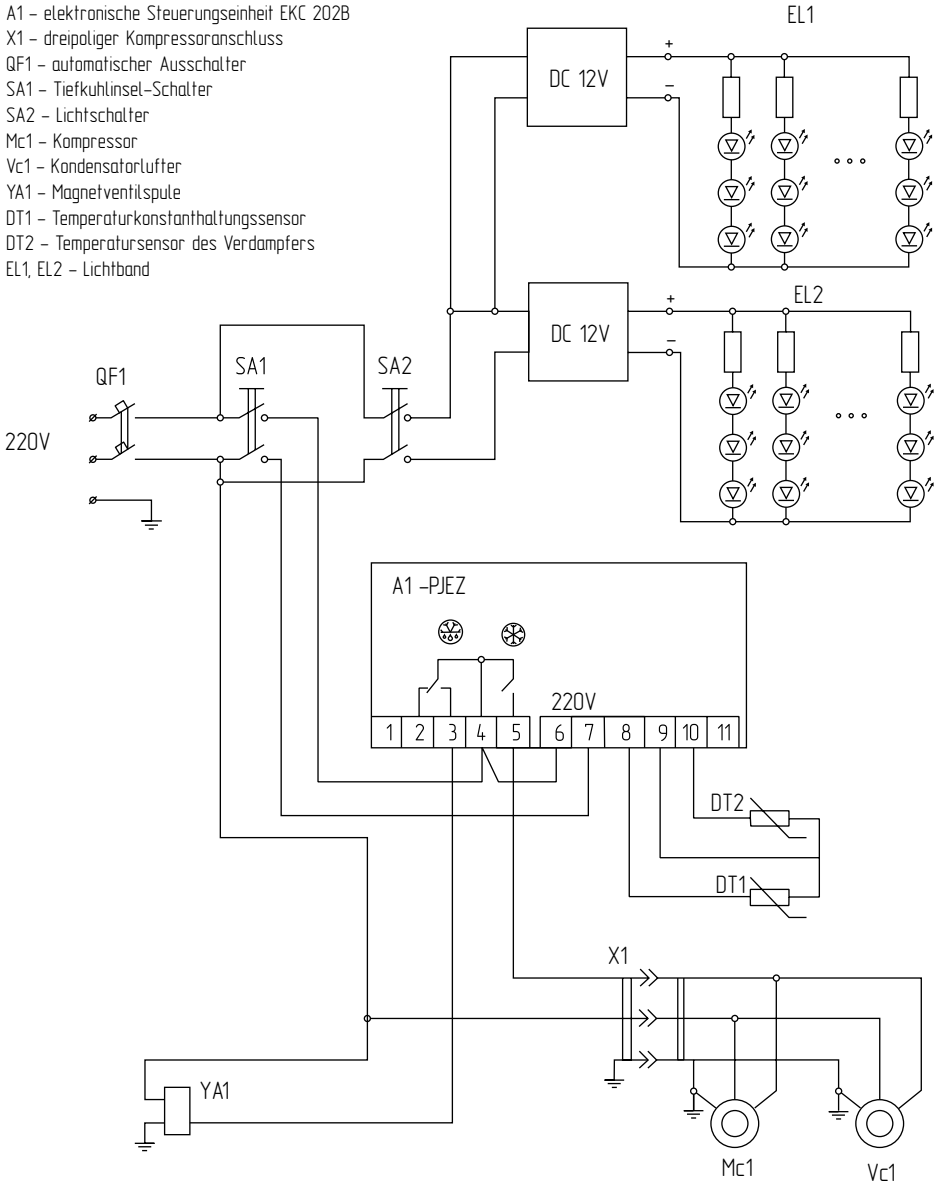 A1 – elektronische Steuerungseinheit EKC 202B
X1 – dreipoliger Kompressoranschluss
QF1 – automatischer Ausschalter
SA1 – Tiefkuhlinsel-Schalter
SA2 – Lichtschalter
Mc1 – Kompressor
Vc1 – Kondensatorlufter
YA1 – Magnetventilspule
DT1 – Temperaturkonstanthaltungssensor
DT2 – Temperatursensor des Verdampfers
EL1, EL2 – Lichtband
EL1
DC 12V
+
–
EL2
DC 12V
+
–
QF1
SA1
SA2
220V
A1 –PJEZ
220V
1 2 3 4 5 6 7 8 9 10 11
DT2
DT1
X1
YA1
Mc1
Vc1